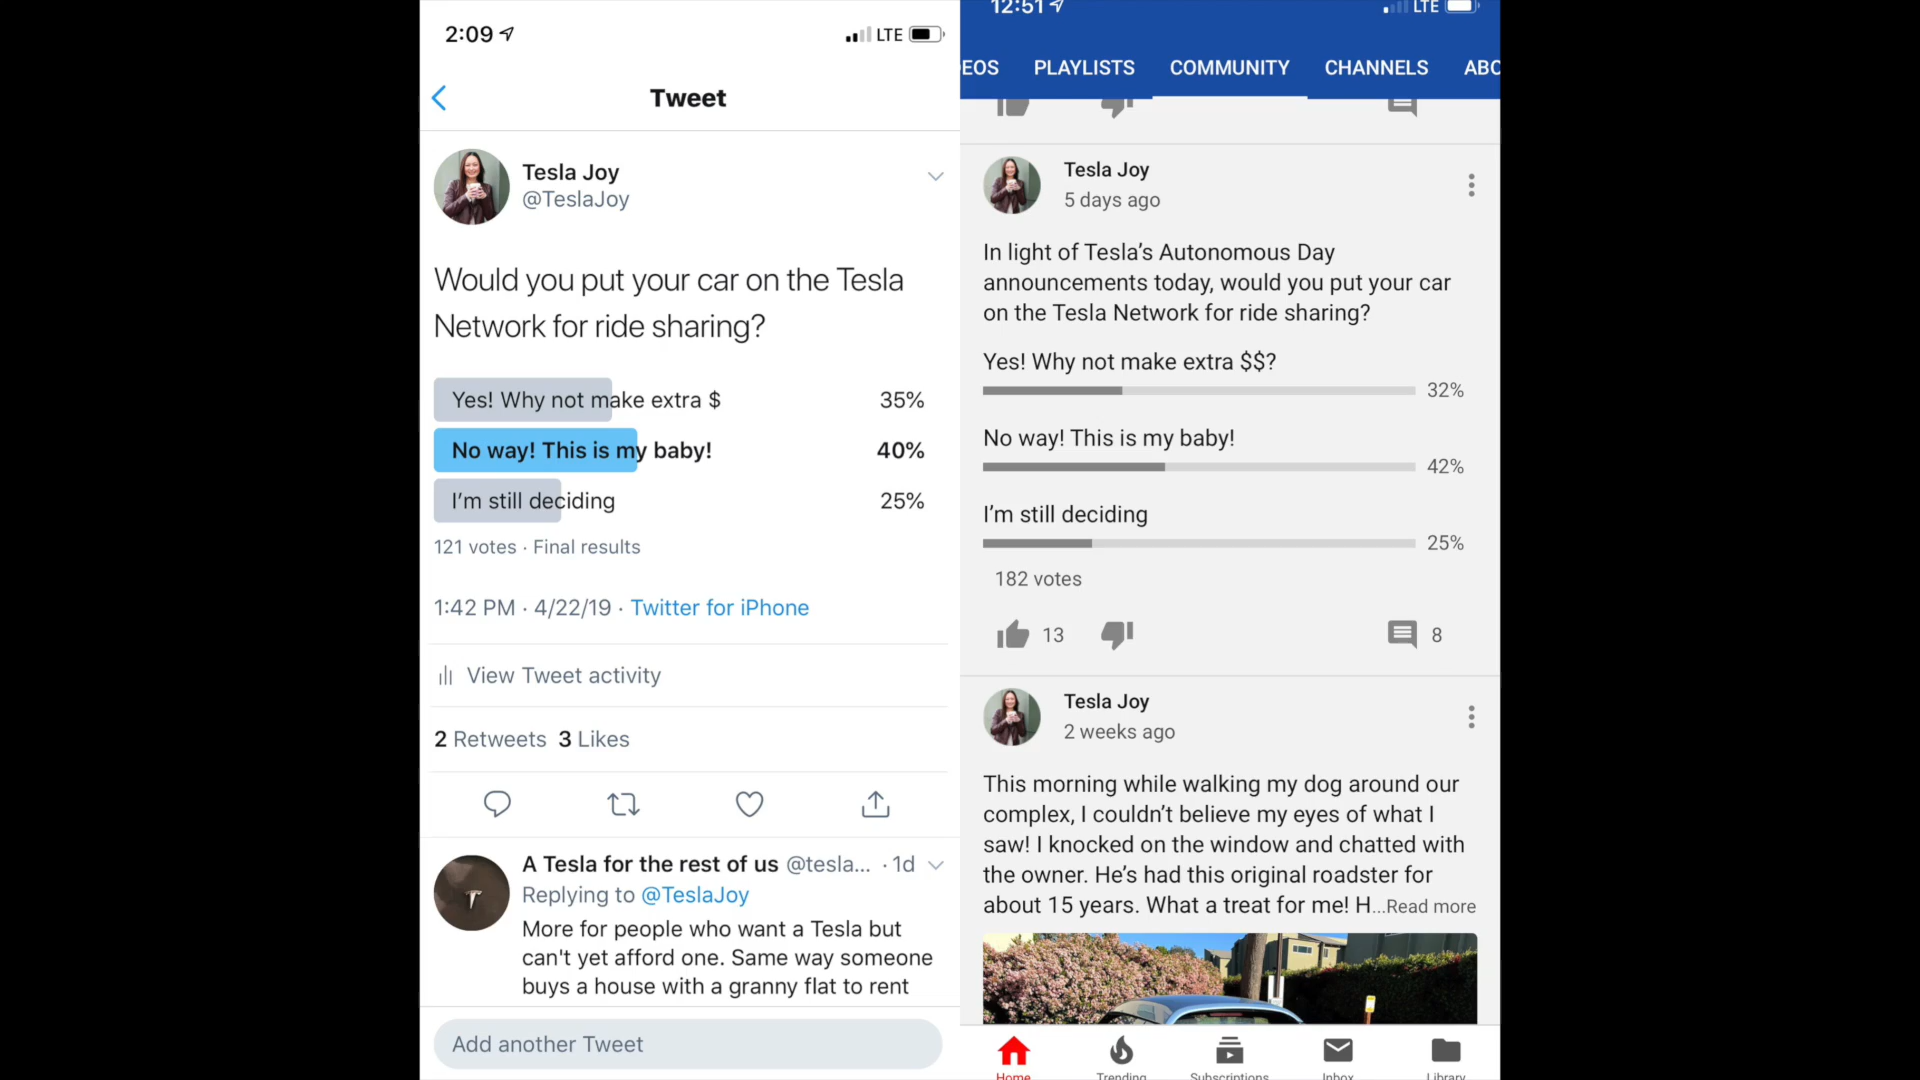 2:09
LTE
Tweet
Tesla Joy
@TeslaJoy
Would you put your car on the Tesla
Network for ride sharing?
Yes! Why not make extra $ 35%
No way! This is my baby! 40%
I'm still deciding 25%
121 votes · Final results
1:42 PM · 4/22/19 · Twitter for iPhone
View Tweet activity
2 Retweets 3 Likes
A Tesla for the rest of us @tesla... · 1d
Replying to @TeslaJoy
More for people who want a Tesla but
can't yet afford one. Same way someone
buys a house with a granny flat to rent
Add another Tweet
12:51
LTE
EOS PLAYLISTS COMMUNITY CHANNELS ABO
Tesla Joy
5 days ago
In light of Tesla's Autonomous Day
announcements today, would you put your car
on the Tesla Network for ride sharing?
Yes! Why not make extra $$?
32%
No way! This is my baby!
42%
I'm still deciding
25%
182 votes
13 8
Tesla Joy
2 weeks ago
This morning while walking my dog around our
complex, I couldn't believe my eyes of what I
saw! I knocked on the window and chatted with
the owner. He's had this original roadster for
about 15 years. What a treat for me! H...Read more
Home Trending Subscriptions Inbox Library